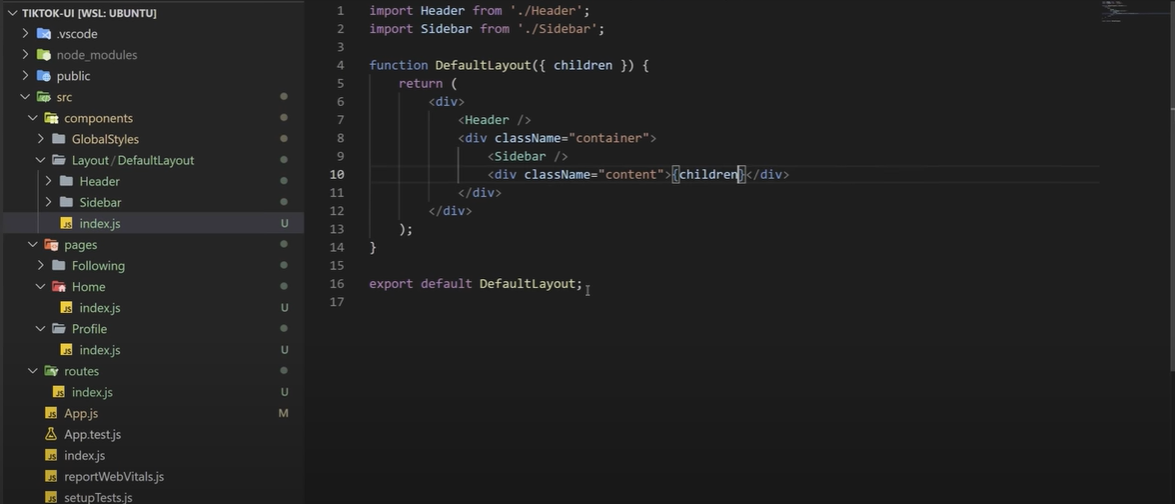 TIKTOK-UI [WSL: UBUNTU]
.vscode
node_modules
public
src
components
GlobalStyles
Layout / DefaultLayout
Header
Sidebar
index.js U
pages
Following
Home
index.js U
Profile
index.js U
routes
index.js U
App.js M
App.test.js
index.js
reportWebVitals.js
setupTests.js
1 import Header from './Header';
2 import Sidebar from './Sidebar';
3
4 function DefaultLayout({ children }) {
5 return (
6 <div>
7 <Header />
8 <div className="container">
9 <Sidebar />
10 <div className="content">{children}</div>
11 </div>
12 </div>
13 );
14 }
15
16 export default DefaultLayout;
17